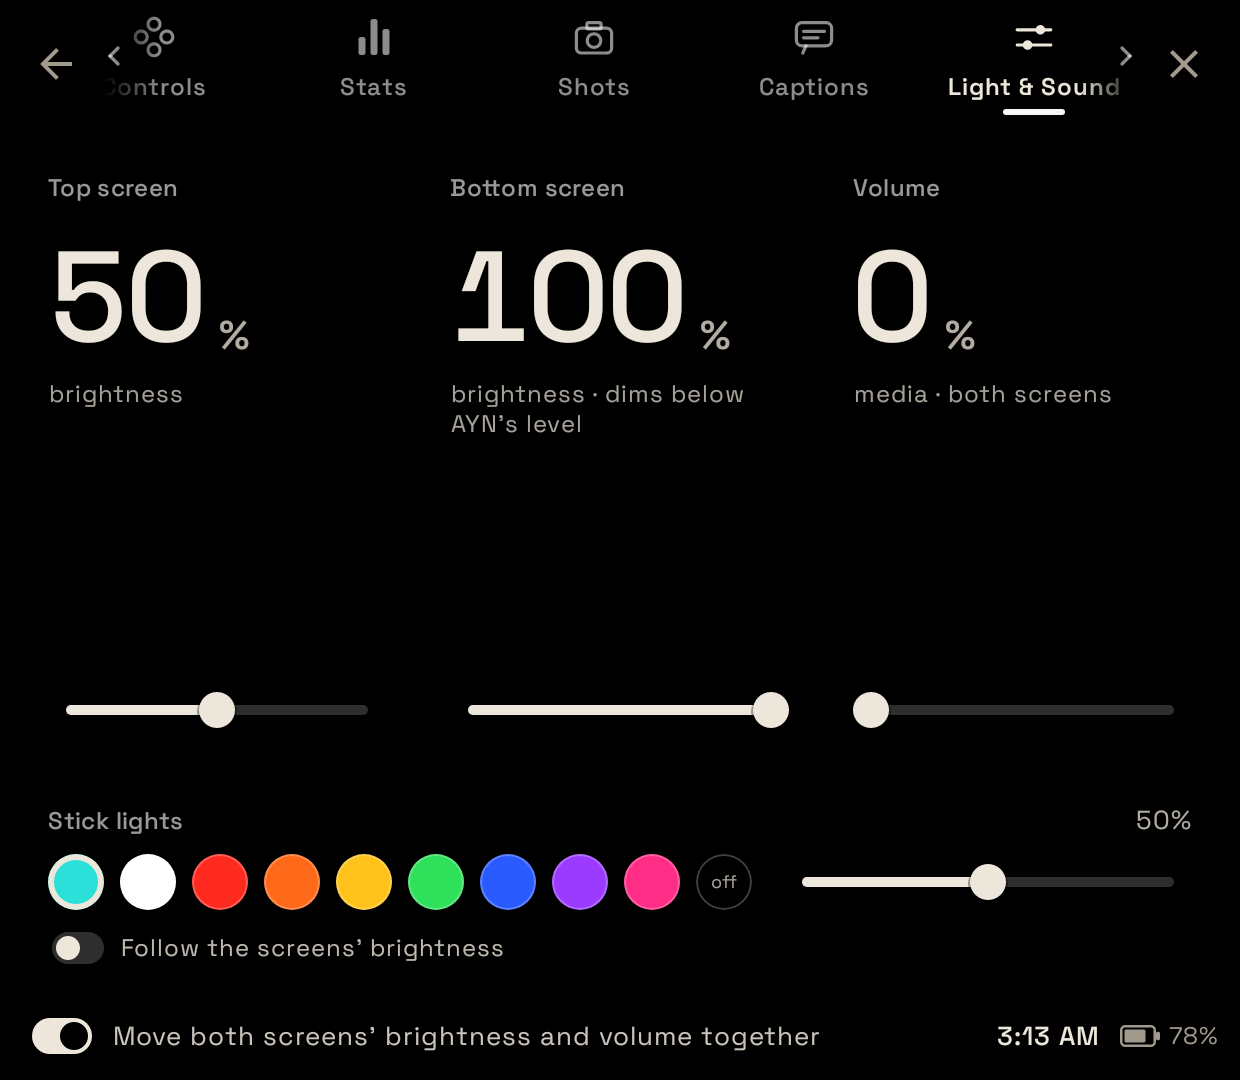 Controls
Stats
Shots
Captions
Light & Sound
Top screen
Bottom screen
Volume
50 %
100 %
0 %
brightness
brightness · dims below
AYN’s level
media · both screens
Stick lights
50%
off
Follow the screens’ brightness
Move both screens’ brightness and volume together
3:13 AM
78%